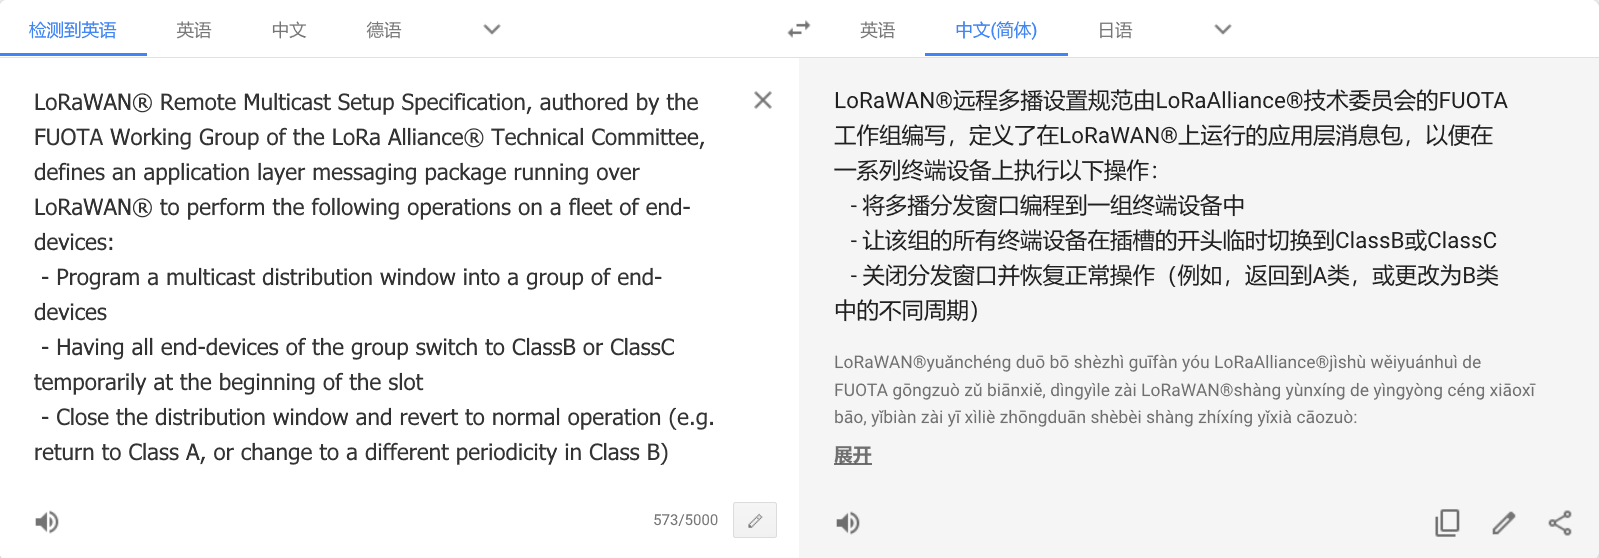 检测到英语 英语 中文 德语
英语 中文(简体) 日语
LoRaWAN® Remote Multicast Setup Specification, authored by the
FUOTA Working Group of the LoRa Alliance® Technical Committee,
defines an application layer messaging package running over
LoRaWAN® to perform the following operations on a fleet of end-
devices:
- Program a multicast distribution window into a group of end-
devices
- Having all end-devices of the group switch to ClassB or ClassC
temporarily at the beginning of the slot
- Close the distribution window and revert to normal operation (e.g.
return to Class A, or change to a different periodicity in Class B)
573/5000
LoRaWAN®远程多播设置规范由LoRaAlliance®技术委员会的FUOTA
工作组编写，定义了在LoRaWAN®上运行的应用层消息包，以便在
一系列终端设备上执行以下操作：
- 将多播分发窗口编程到一组终端设备中
- 让该组的所有终端设备在插槽的开头临时切换到ClassB或ClassC
- 关闭分发窗口并恢复正常操作（例如，返回到A类，或更改为B类
中的不同周期）
LoRaWAN®yuǎnchéng duō bō shèzhì guīfàn yóu LoRaAlliance®jìshù wěiyuánhuì de
FUOTA gōngzuò zǔ biānxiě, dìngyìle zài LoRaWAN®shàng yùnxíng de yìngyòng céng xiāoxī
bāo, yǐbiàn zài yī xìliè zhōngduān shèbèi shàng zhíxíng yǐxià cāozuò:
展开